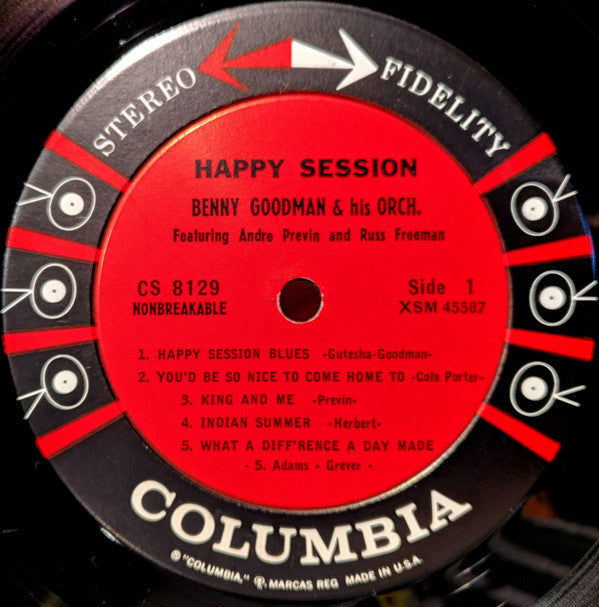 STEREO FIDELITY
HAPPY SESSION
BENNY GOODMAN & his ORCH.
Featuring Andre Previn and Russ Freeman
CS 8129 Side 1
NONBREAKABLE XSM 45587
1. HAPPY SESSION BLUES -Gutesha-Goodman-
2. YOU'D BE SO NICE TO COME HOME TO -Cole Porter-
3. KING AND ME -Previn-
4. INDIAN SUMMER -Herbert-
5. WHAT A DIFF'RENCE A DAY MADE
- S. Adams - Grever -
COLUMBIA
® "COLUMBIA," MARCAS REG MADE IN U.S.A.